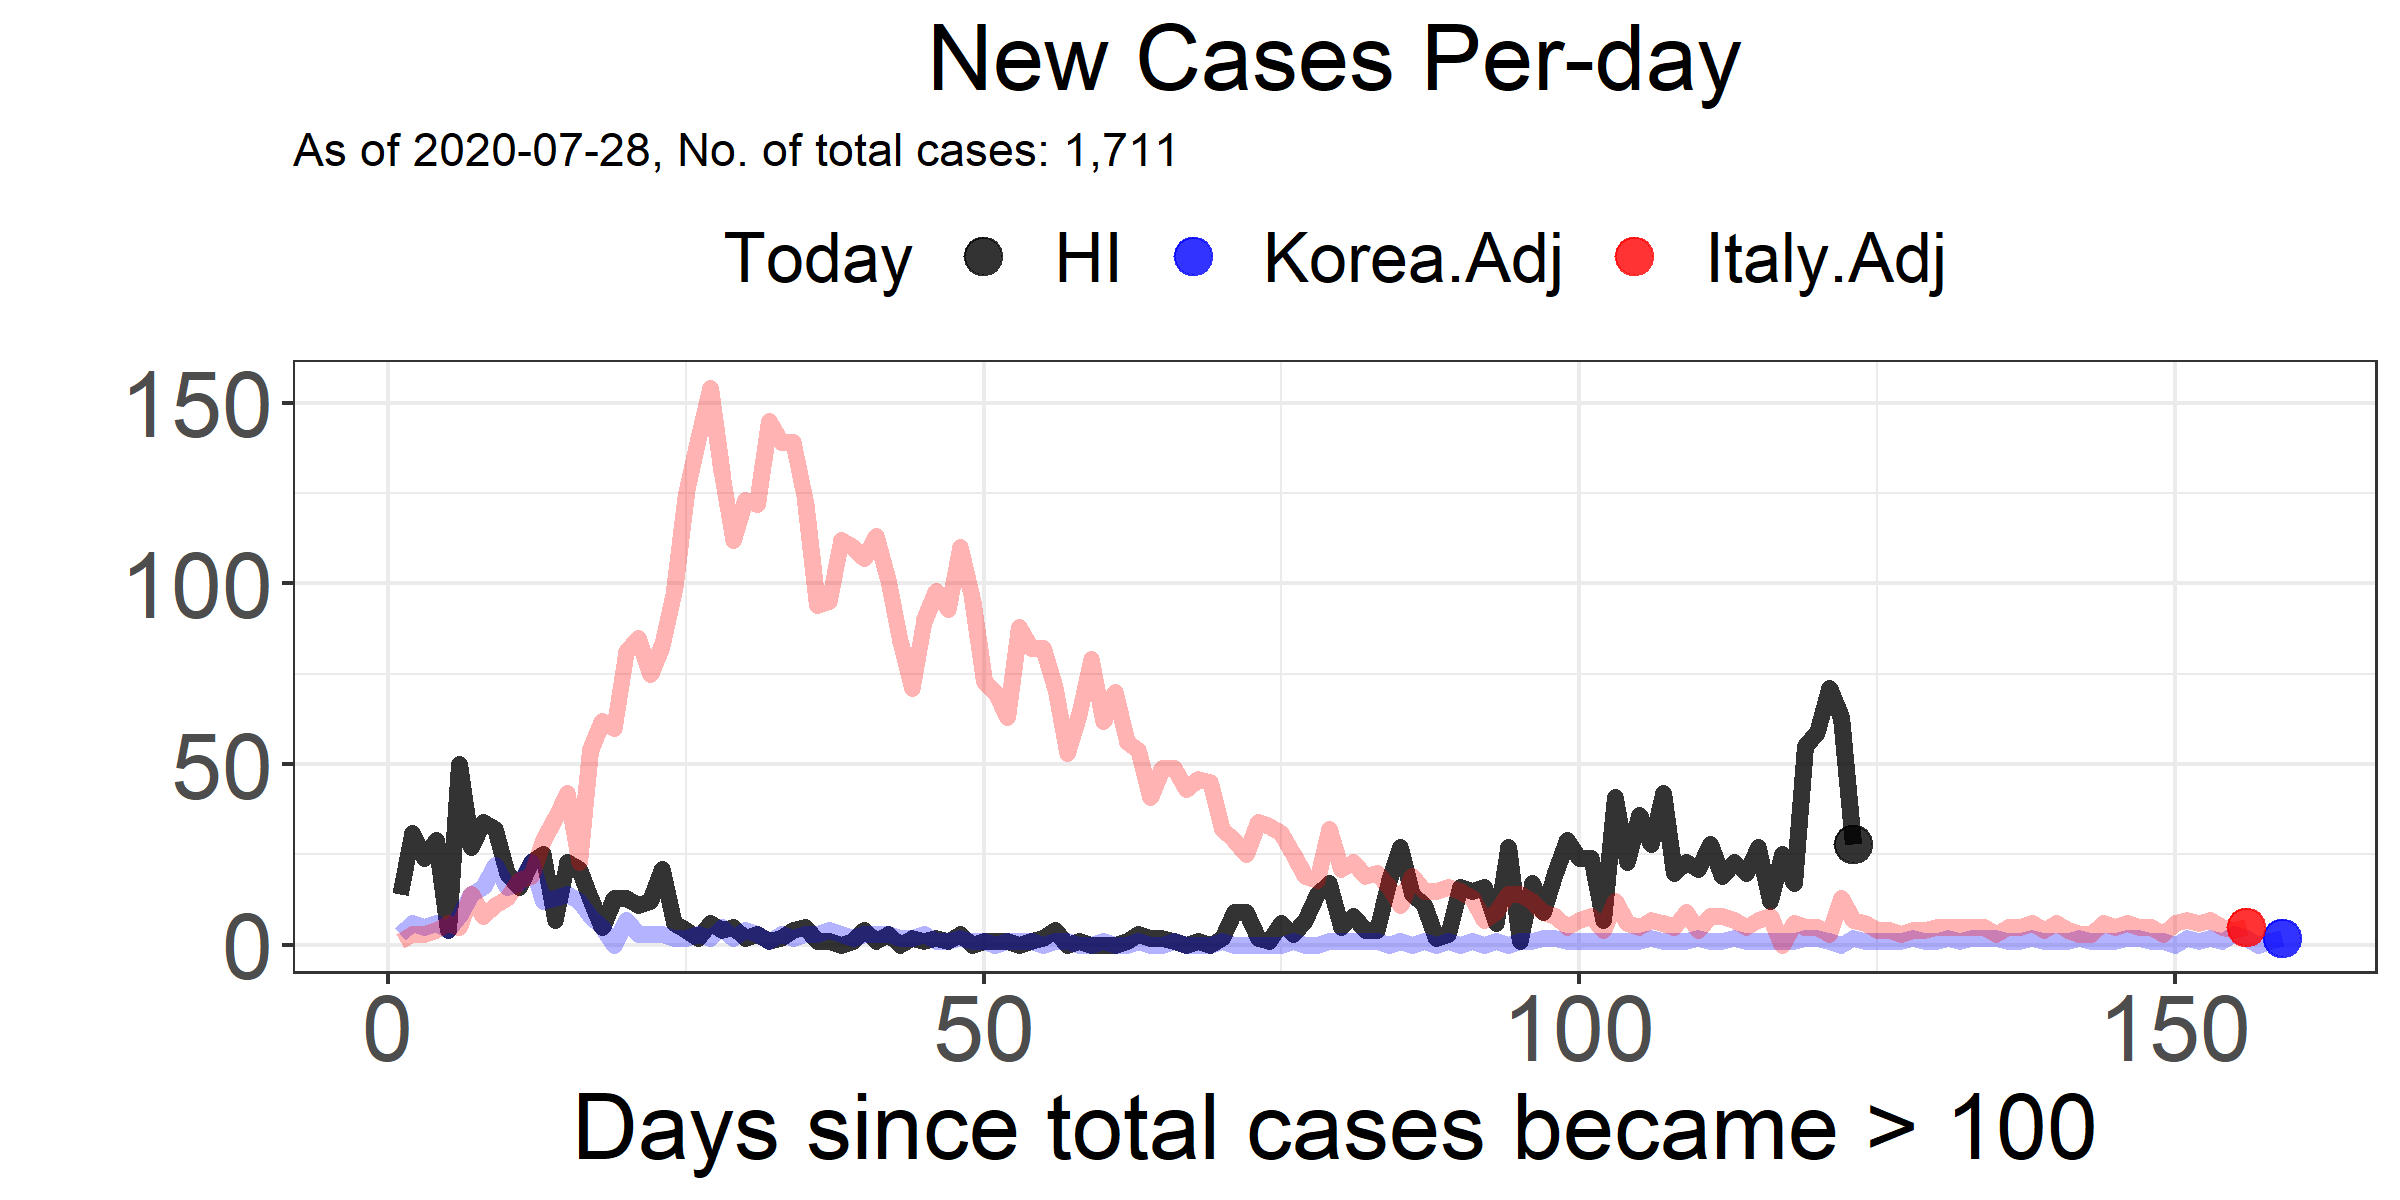 New Cases Per-day
As of 2020-07-28, No. of total cases: 1,711
Today HI Korea.Adj Italy.Adj
150
100
50
0
0 50 100 150
Days since total cases became > 100